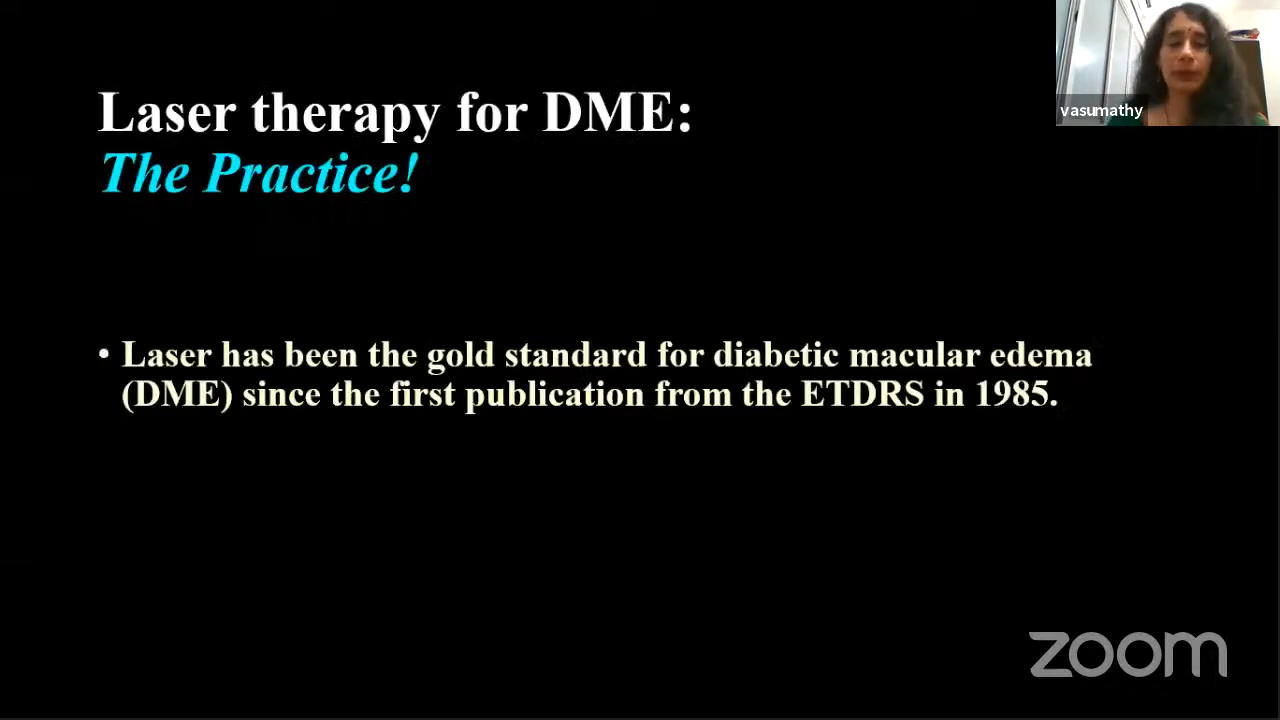 Laser therapy for DME:
The Practice!
vasumathy
• Laser has been the gold standard for diabetic macular edema
(DME) since the first publication from the ETDRS in 1985.
zoom